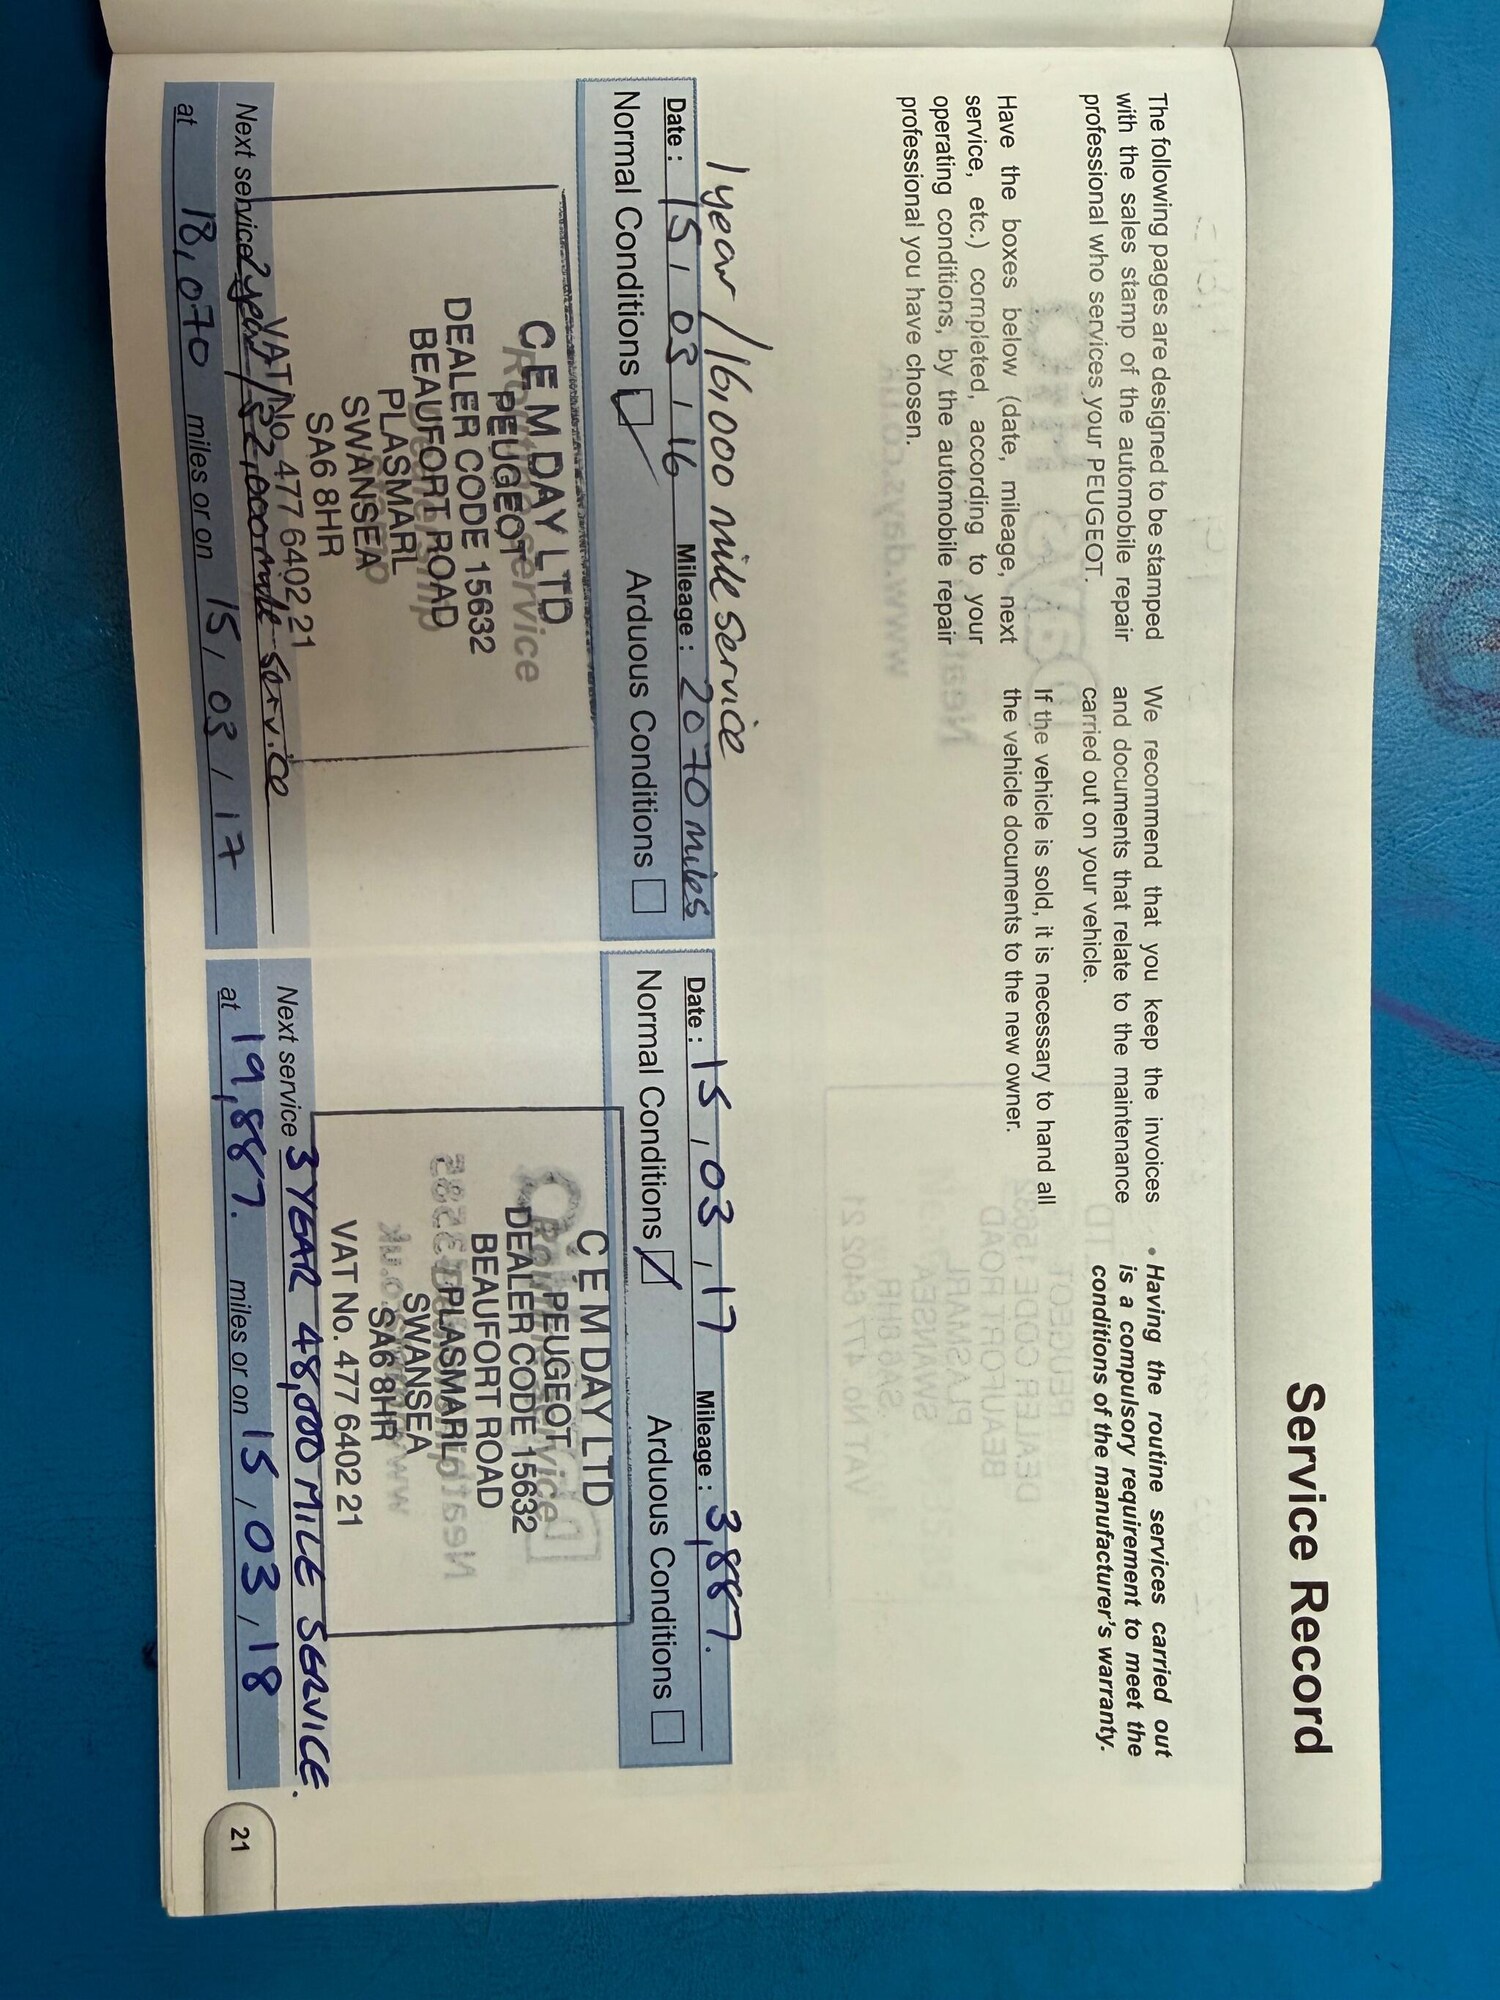 Service Record
The following pages are designed to be stamped
with the sales stamp of the automobile repair
professional who services your PEUGEOT.
Have the boxes below (date, mileage, next
service, etc.) completed, according to your
operating conditions, by the automobile repair
professional you have chosen.
We recommend that you keep the invoices
and documents that relate to the maintenance
carried out on your vehicle.
If the vehicle is sold, it is necessary to hand all
the vehicle documents to the new owner.
• Having the routine services carried out
is a compulsory requirement to meet the
conditions of the manufacturer's warranty.
1 year / 16,000 mile service
Date : 15 / 03 / 16 Mileage : 2070 miles
Normal Conditions Arduous Conditions
CEM DAY LTD
PEUGEOT
DEALER CODE 15632
BEAUFORT ROAD
PLASMARL
SWANSEA
SA6 8HR
VAT No. 477 6402 21
Next service 2 year / 32,000 mile service
at 18,070 miles or on 15 / 03 / 17
Date : 15 / 03 / 17 Mileage : 3,887.
Normal Conditions Arduous Conditions
CEM DAY LTD
PEUGEOT
DEALER CODE 15632
BEAUFORT ROAD
PLASMARL
SWANSEA
SA6 8HR
VAT No. 477 6402 21
Next service 3 YEAR 48,000 MILE SERVICE.
at 19,887. miles or on 15 / 03 / 18
21